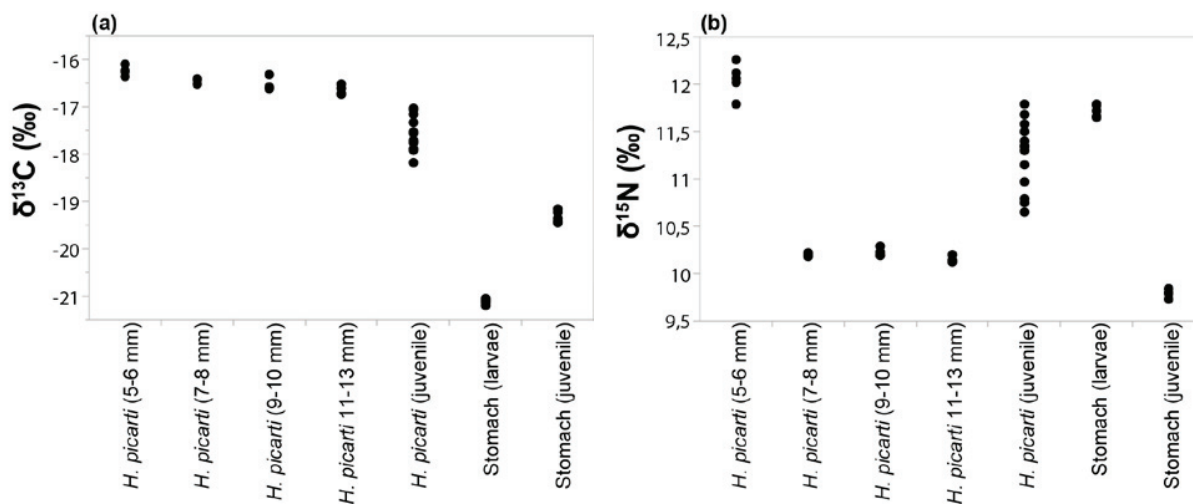 (a)
-16
-17
-18
-19
-20
-21
δ¹³C (‰)
H. picarti (5-6 mm)
H. picarti (7-8 mm)
H. picarti (9-10 mm)
H. picarti 11-13 mm)
H. picarti (juvenile)
Stomach (larvae)
Stomach (juvenile)
(b)
12,5
12
11,5
11
10,5
10
9,5
δ¹⁵N (‰)
H. picarti (5-6 mm)
H. picarti (7-8 mm)
H. picarti (9-10 mm)
H. picarti 11-13 mm)
H. picarti (juvenile)
Stomach (larvae)
Stomach (juvenile)